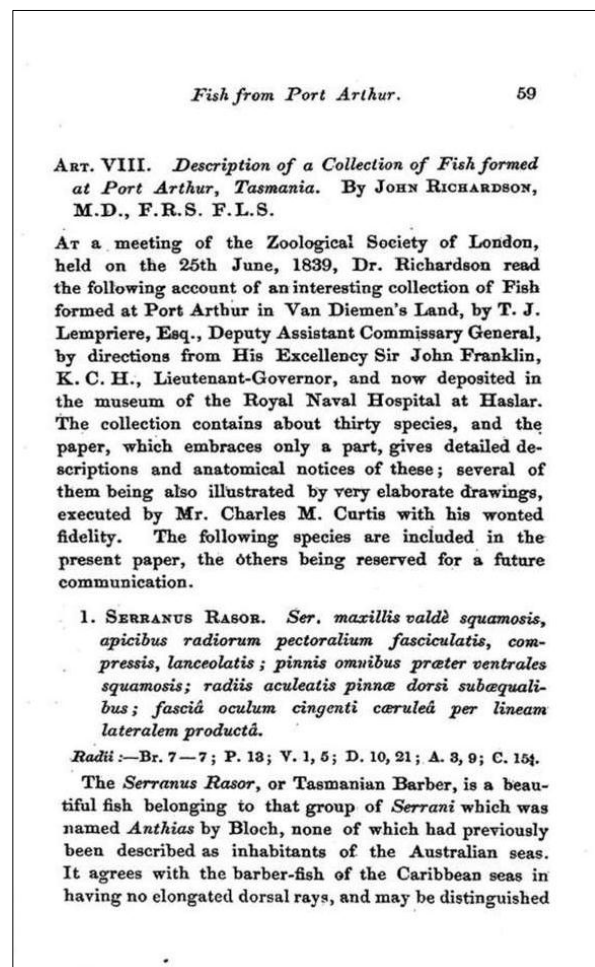 Fish from Port Arthur. 59
ART. VIII. Description of a Collection of Fish formed
at Port Arthur, Tasmania. By JOHN RICHARDSON,
M.D., F.R.S. F.L.S.
AT a meeting of the Zoological Society of London,
held on the 25th June, 1839, Dr. Richardson read
the following account of an interesting collection of Fish
formed at Port Arthur in Van Diemen's Land, by T. J.
Lempriere, Esq., Deputy Assistant Commissary General,
by directions from His Excellency Sir John Franklin,
K. C. H., Lieutenant-Governor, and now deposited in
the museum of the Royal Naval Hospital at Haslar.
The collection contains about thirty species, and the
paper, which embraces only a part, gives detailed de-
scriptions and anatomical notices of these; several of
them being also illustrated by very elaborate drawings,
executed by Mr. Charles M. Curtis with his wonted
fidelity. The following species are included in the
present paper, the others being reserved for a future
communication.
1. SERRANUS RASOR. Ser. maxillis valdè squamosis,
apicibus radiorum pectoralium fasciculatis, com-
pressis, lanceolatis; pinnis omnibus præter ventrales
squamosis; radiis aculeatis pinnæ dorsi subæquali-
bus; fasciâ oculum cingenti cæruleâ per lineam
lateralem productâ.
Radii:—Br. 7—7; P. 13; V. 1, 5; D. 10, 21; A. 3, 9; C. 15¼.
The Serranus Rasor, or Tasmanian Barber, is a beau-
tiful fish belonging to that group of Serrani which was
named Anthias by Bloch, none of which had previously
been described as inhabitants of the Australian seas.
It agrees with the barber-fish of the Caribbean seas in
having no elongated dorsal rays, and may be distinguished